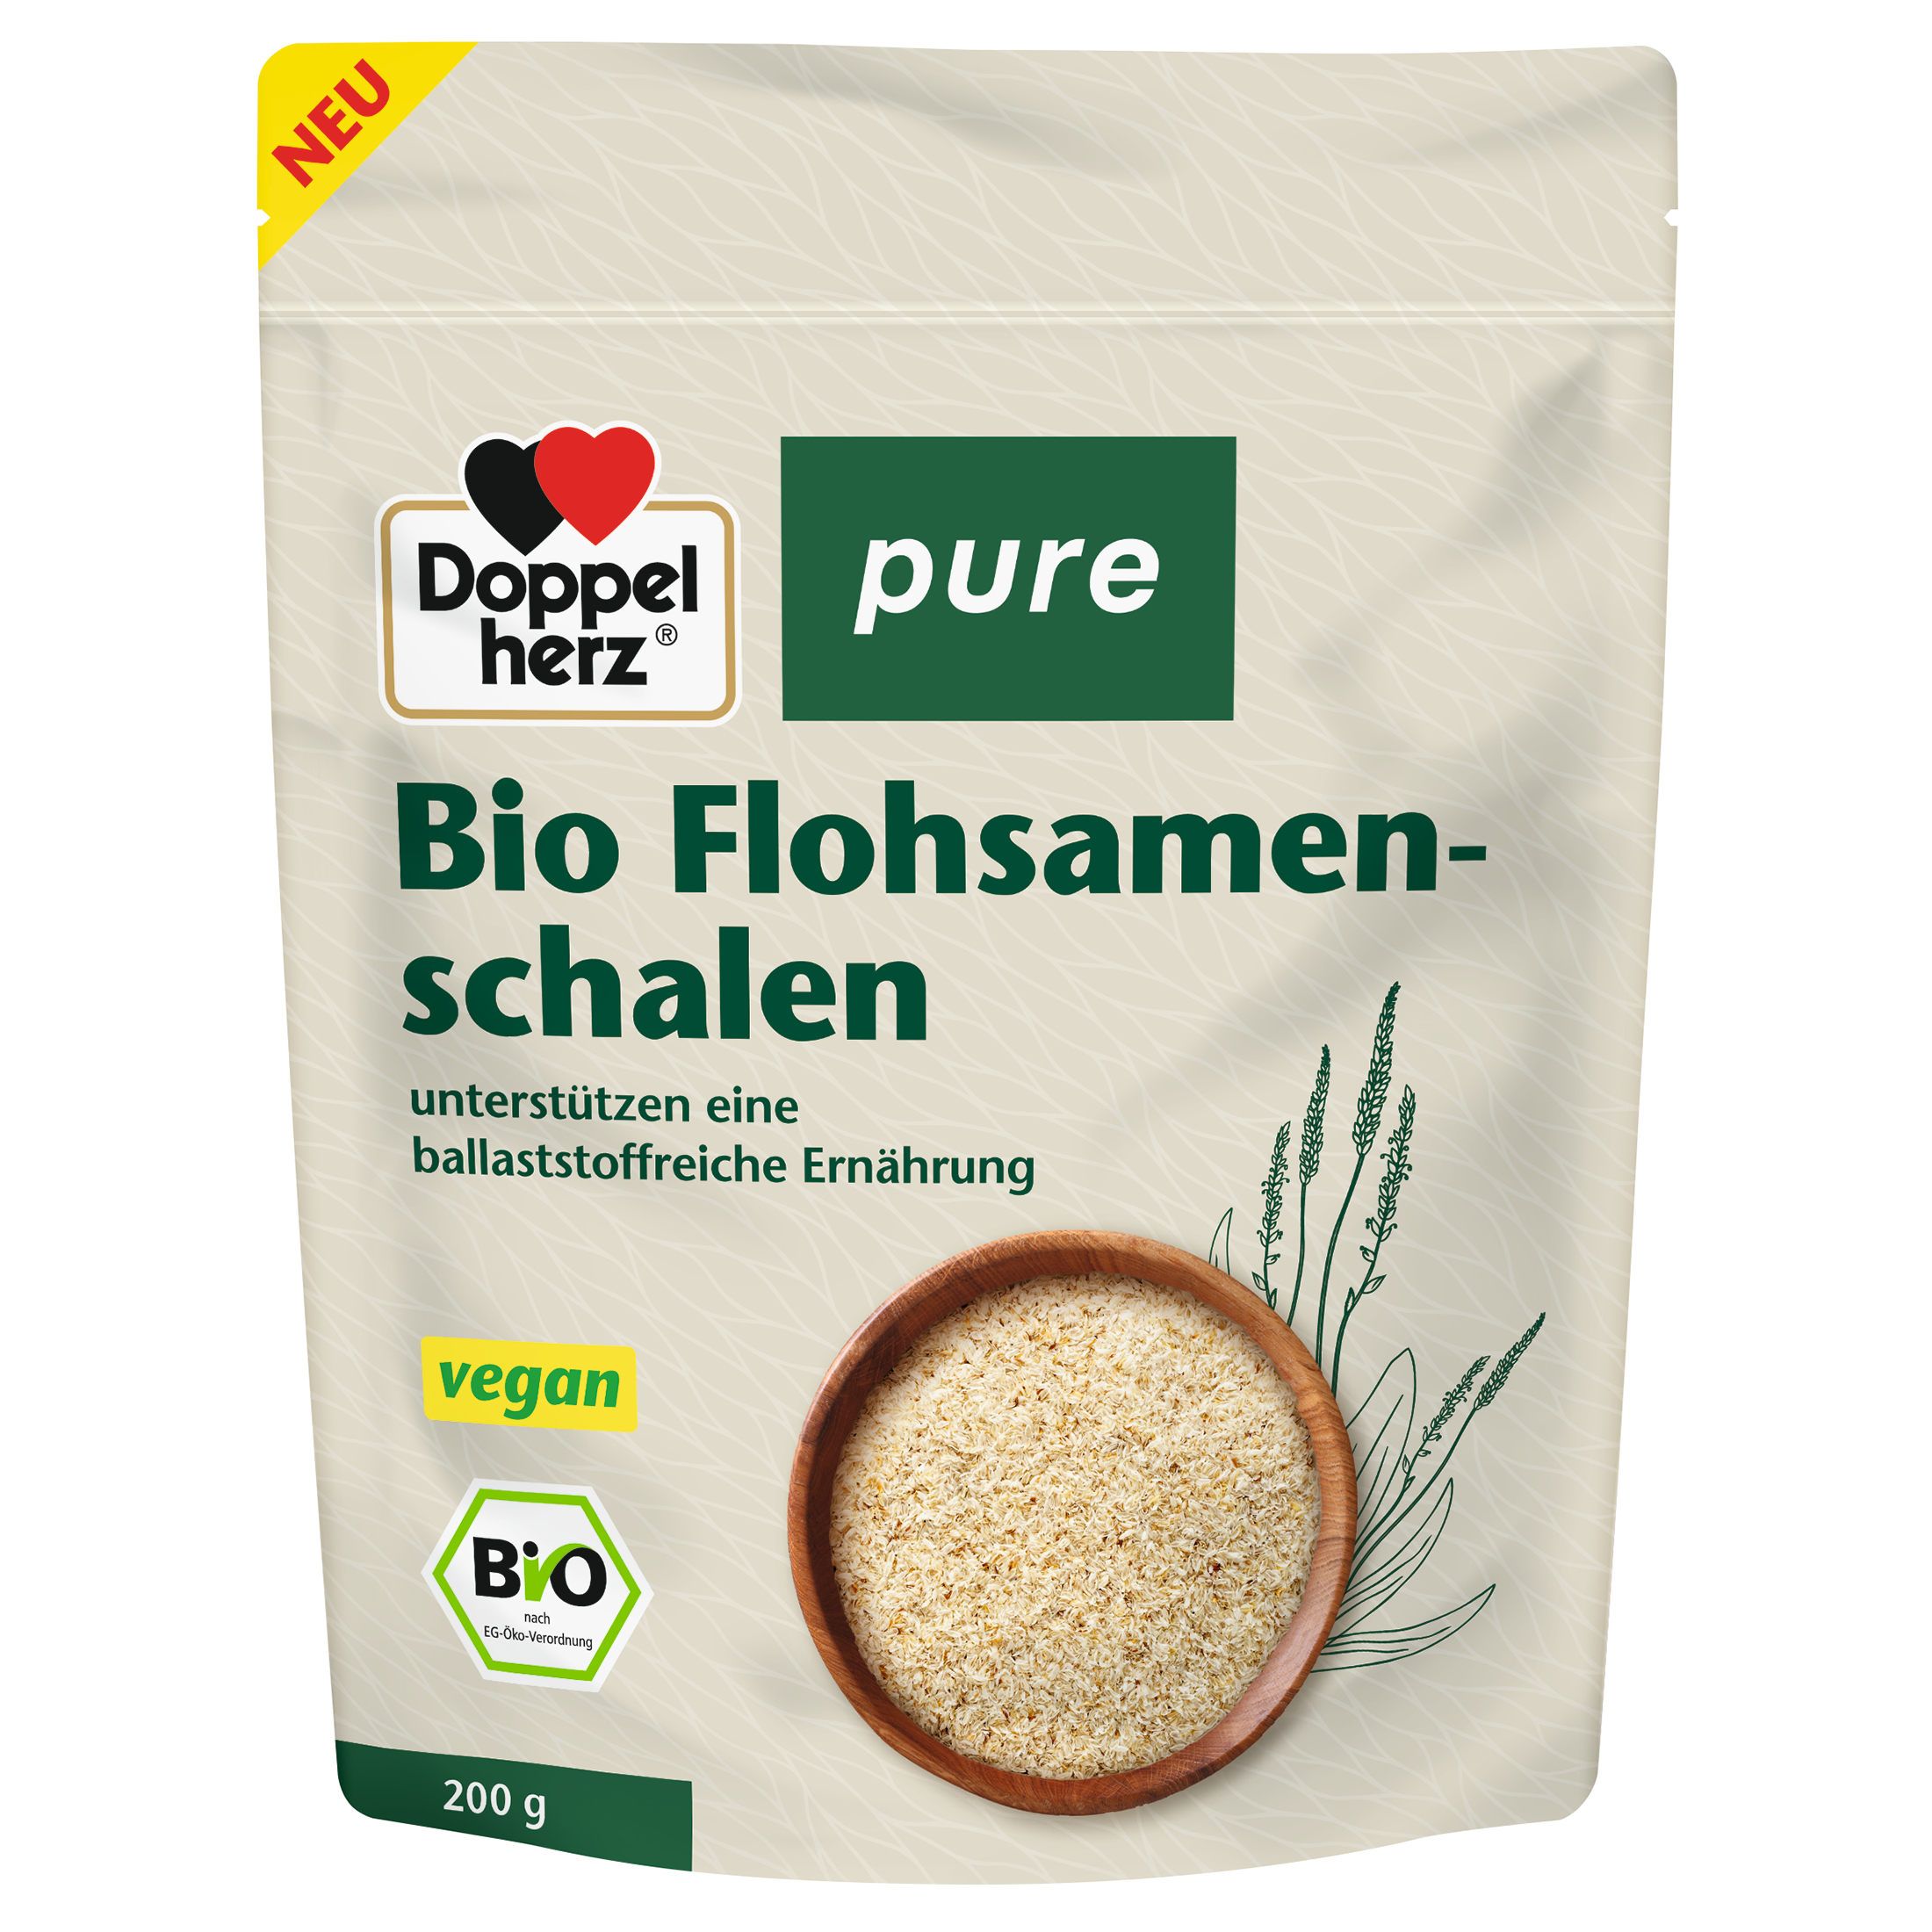 NEU
Doppel
herz®
pure
Bio Flohsamen-
schalen
unterstützen eine
ballaststoffreiche Ernährung
vegan
BiO
nach
EG-Öko-Verordnung
200 g